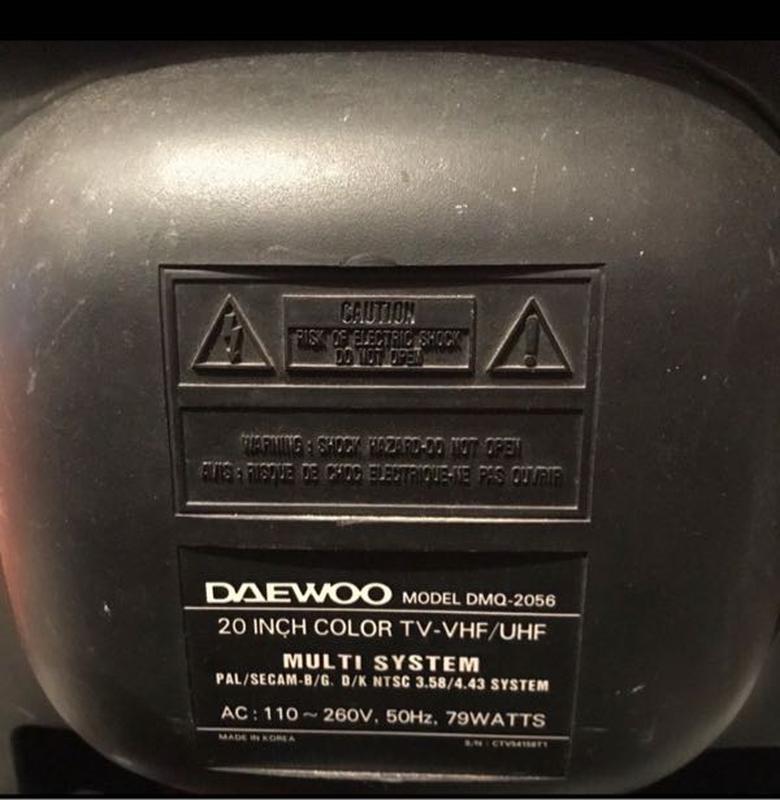 CAUTION
RISK OF ELECTRIC SHOCK
DO NOT OPEN
WARNING : SHOCK HAZARD-DO NOT OPEN
AVIS : RISQUE DE CHOC ELECTRIQUE-NE PAS OUVRIR
DAEWOO MODEL DMQ-2056
20 INCH COLOR TV-VHF/UHF
MULTI SYSTEM
PAL/SECAM-B/G. D/K NTSC 3.58/4.43 SYSTEM
AC : 110 ~ 260V, 50Hz, 79WATTS
MADE IN KOREA S/N :